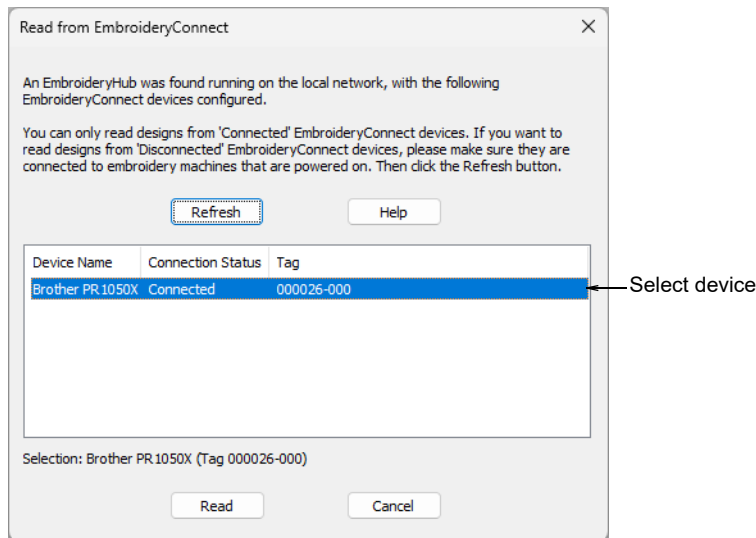 Read from EmbroideryConnect
An EmbroideryHub was found running on the local network, with the following
EmbroideryConnect devices configured.
You can only read designs from 'Connected' EmbroideryConnect devices. If you want to
read designs from 'Disconnected' EmbroideryConnect devices, please make sure they are
connected to embroidery machines that are powered on. Then click the Refresh button.
Refresh Help
Device Name Connection Status Tag
Brother PR1050X Connected 000026-000
Select device
Selection: Brother PR1050X (Tag 000026-000)
Read Cancel